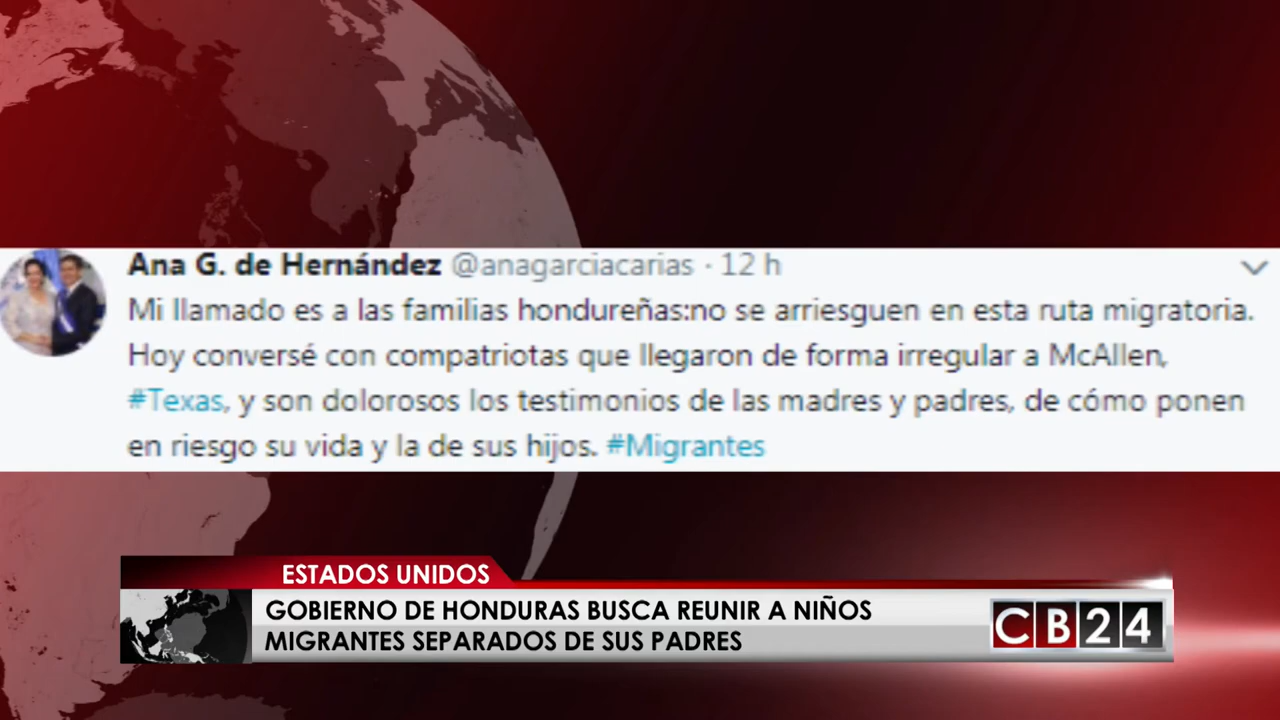 Ana G. de Hernández @anagarciacarias · 12 h
Mi llamado es a las familias hondureñas:no se arriesguen en esta ruta migratoria.
Hoy conversé con compatriotas que llegaron de forma irregular a McAllen,
#Texas, y son dolorosos los testimonios de las madres y padres, de cómo ponen
en riesgo su vida y la de sus hijos. #Migrantes
ESTADOS UNIDOS
GOBIERNO DE HONDURAS BUSCA REUNIR A NIÑOS
MIGRANTES SEPARADOS DE SUS PADRES
CB24